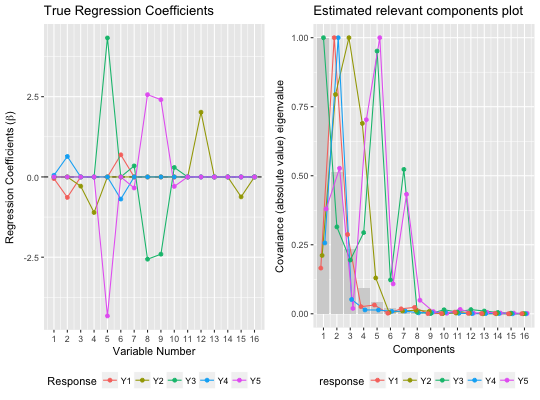 True Regression Coefficients
Regression Coefficients (β)
2.5
0.0
-2.5
1 2 3 4 5 6 7 8 9 10 11 12 13 14 15 16
Variable Number
Response Y1 Y2 Y3 Y4 Y5
Estimated relevant components plot
Covariance (absolute value) eigenvalue
1.00
0.75
0.50
0.25
0.00
1 2 3 4 5 6 7 8 9 10 11 12 13 14 15 16
Components
response Y1 Y2 Y3 Y4 Y5